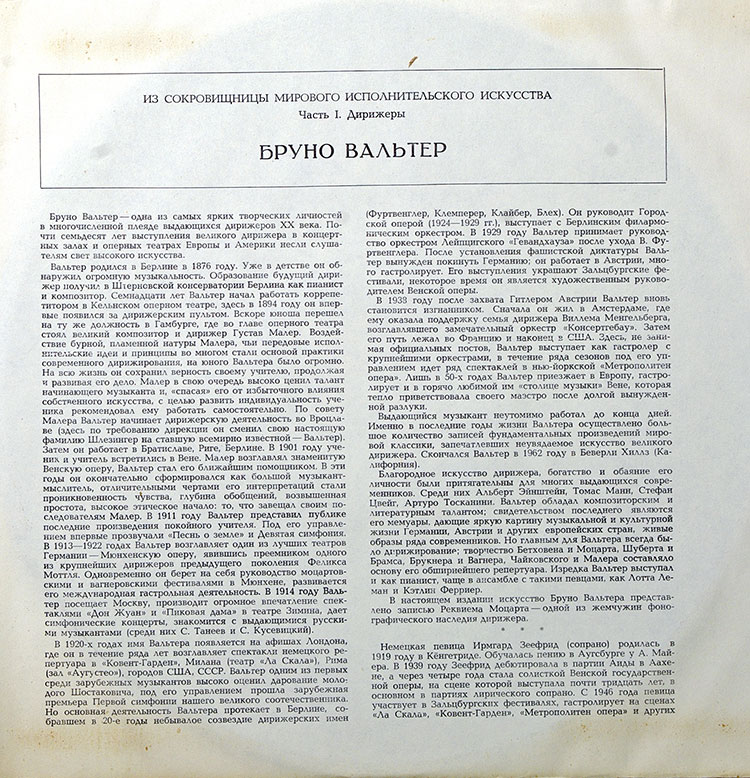 ИЗ СОКРОВИЩНИЦЫ МИРОВОГО ИСПОЛНИТЕЛЬСКОГО ИСКУССТВА
Часть I. Дирижеры
БРУНО ВАЛЬТЕР
Бруно Вальтер — одна из самых ярких творческих личностей
в многочисленной плеяде выдающихся дирижеров XX века. По-
чти семьдесят лет выступления великого дирижера в концерт-
ных залах и оперных театрах Европы и Америки несли слуша-
телям свет высокого искусства.
Вальтер родился в Берлине в 1876 году. Уже в детстве он об-
наружил огромную музыкальность. Образование будущий дири-
жер получил в Штерновской консерватории Берлина как пианист
и композитор. Семнадцати лет Вальтер начал работать корреpe-
титором в Кельнском оперном театре, здесь в 1894 году он впер-
вые появился за дирижерским пультом. Вскоре юноша перешел
на ту же должность в Гамбурге, где во главе оперного театра
стоял великий композитор и дирижер Густав Малер. Воздей-
ствие бурной, пламенной натуры Малера, чьи передовые испол-
нительские идеи и принципы во многом стали основой практики
современного дирижирования, на юного Вальтера было огромно.
На всю жизнь он сохранил верность своему учителю, продолжая
и развивая его дело. Малер в свою очередь высоко ценил талант
начинающего музыканта и, «спасая» его от избыточного влияния
собственного искусства, с целью развить индивидуальность уче-
ника рекомендовал ему работать самостоятельно. По совету
Малера Вальтер начинает дирижерскую деятельность во Вроцла-
ве (здесь по требованию дирекции он сменил свою настоящую
фамилию Шлезингер на ставшую всемирно известной — Вальтер).
Затем он работает в Братиславе, Риге, Берлине. В 1901 году уче-
ник и учитель встретились в Вене. Малер возглавлял знаменитую
Венскую оперу, Вальтер стал его ближайшим помощником. В эти
годы он окончательно сформировался как большой музыкант-
мыслитель, отличительными чертами его интерпретаций стали
проникновенность чувства, глубина обобщений, возвышенная
простота, высокое этическое начало: то, что завещал своим по-
следователям Малер. В 1911 году Вальтер представил публике
последние произведения покойного учителя. Под его управле-
нием впервые прозвучали «Песнь о земле» и Девятая симфония.
В 1913—1922 годах Вальтер возглавляет один из лучших театров
Германии — Мюнхенскую оперу, явившись преемником одного
из крупнейших дирижеров предыдущего поколения Феликса
Моттля. Одновременно он берет на себя руководство моцартов-
скими и вагнеровскими фестивалями в Мюнхене, развивается
его международная гастрольная деятельность. В 1914 году Валь-
тер посещает Москву, производит огромное впечатление спек-
таклями «Дон Жуан» и «Пиковая дама» в театре Зимина, дает
симфонические концерты, знакомится с выдающимися русски-
ми музыкантами (среди них С. Танеев и С. Кусевицкий).
В 1920-х годах имя Вальтера появляется на афишах Лондона,
где он в течение ряда лет возглавляет спектакли немецкого ре-
пертуара в «Ковент-Гарден», Милана (театр «Ла Скала»), Рима
(зал «Аугустео»), городов США, СССР. Вальтер одним из первых
среди зарубежных музыкантов высоко оценил дарование моло-
дого Шостаковича, под его управлением прошла зарубежная
премьера Первой симфонии нашего великого соотечественника.
Но основная деятельность Вальтера протекает в Берлине, со-
бравшем в 20-е годы небывалое созвездие дирижерских имен
(Фуртвенглер, Клемперер, Клайбер, Блех). Он руководит Город-
ской оперой (1924—1929 гг.), выступает с Берлинским филармо-
ническим оркестром. В 1929 году Вальтер принимает руковод-
ство оркестром Лейпцигского «Гевандхауза» после ухода В. Фур-
твенглера. После установления фашистской диктатуры Валь-
тер вынужден покинуть Германию; он работает в Австрии, мно-
го гастролирует. Его выступления украшают Зальцбургские фе-
стивали, некоторое время он является художественным руково-
дителем Венской оперы.
В 1938 году после захвата Гитлером Австрии Вальтер вновь
становится изгнанником. Сначала он жил в Амстердаме, где
ему оказала поддержку семья дирижера Виллема Менгельберга,
возглавлявшего замечательный оркестр «Консертгебау». Затем
его путь лежал во Францию и наконец в США. Здесь, не зани-
мая официальных постов, Вальтер выступает как гастролер с
крупнейшими оркестрами, в течение ряда сезонов под его уп-
равлением идет ряд спектаклей в нью-йоркской «Метрополитен
опера». Лишь в 50-х годах Вальтер приезжает в Европу, гастро-
лирует и в горячо любимой им «столице музыки» Вене, которая
тепло приветствовала своего маэстро после долгой вынужден-
ной разлуки.
Выдающийся музыкант неутомимо работал до конца дней.
Именно в последние годы жизни Вальтера осуществлено боль-
шое количество записей фундаментальных произведений миро-
вой классики, запечатлевших неувядаемое искусство великого
дирижера. Скончался Вальтер в 1962 году в Беверли Хиллз (Ка-
лифорния).
Благородное искусство дирижера, богатство и обаяние его
личности были притягательны для многих выдающихся совре-
менников. Среди них Альберт Эйнштейн, Томас Манн, Стефан
Цвейг, Артуро Тосканини. Вальтер обладал композиторским и
литературным талантом; свидетельством последнего являются
его мемуары, дающие яркую картину музыкальной и культурной
жизни Германии, Австрии и других европейских стран, живые
образы ряда современников. Но главным для Вальтера всегда бы-
ло дирижирование; творчество Бетховена и Моцарта, Шуберта и
Брамса, Брукнера и Вагнера, Чайковского и Малера составляло
основу его обширнейшего репертуара. Изредка Вальтер выступал
и как пианист, чаще в ансамбле с такими певцами, как Лотта Ле-
ман и Кэтлин Ферриер.
В настоящем издании искусство Бруно Вальтера представ-
лено записью Реквиема Моцарта — одной из жемчужин фоно-
графического наследия дирижера.
* * *
Немецкая певица Ирмгард Зеефрид (сопрано) родилась в
1919 году в Кёнгетриде. Обучалась пению в Аугсбурге у А. Май-
ера. В 1939 году Зеефрид дебютировала в партии Аиды в Аахе-
не, а через четыре года стала солисткой Венской государствен-
ной оперы, на сцене которой выступала почти тридцать лет, в
основном в партиях лирического сопрано. С 1946 года певица
участвует в Зальцбургских фестивалях, гастролирует на сценах
«Ла Скала», «Ковент-Гарден», «Метрополитен опера» и других